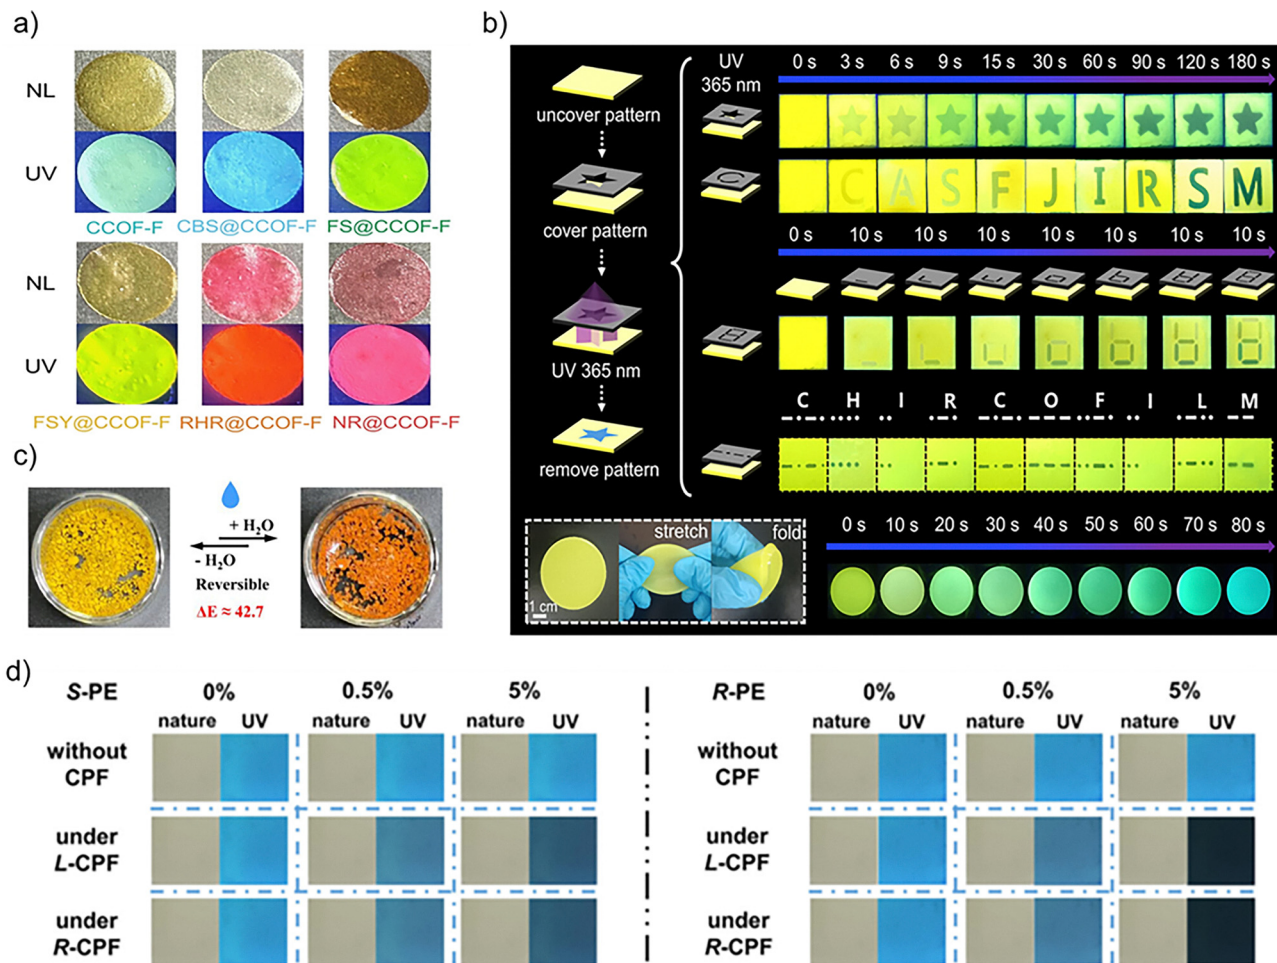 a)
NL
UV
CCOF-F CBS@CCOF-F FS@CCOF-F
NL
UV
FSY@CCOF-F RHR@CCOF-F NR@CCOF-F
b)
uncover pattern
cover pattern
UV 365 nm
remove pattern
UV
365 nm
0 s 3 s 6 s 9 s 15 s 30 s 60 s 90 s 120 s 180 s
C A S F J I R S M
0 s 10 s 10 s 10 s 10 s 10 s 10 s 10 s
C H I R C O F I L M
stretch
fold
1 cm
0 s 10 s 20 s 30 s 40 s 50 s 60 s 70 s 80 s
c)
+ H₂O
- H₂O
Reversible
ΔE ≈ 42.7
d)
S-PE 0% 0.5% 5%
nature UV nature UV nature UV
without
CPF
under
L-CPF
under
R-CPF
R-PE 0% 0.5% 5%
nature UV nature UV nature UV
without
CPF
under
L-CPF
under
R-CPF